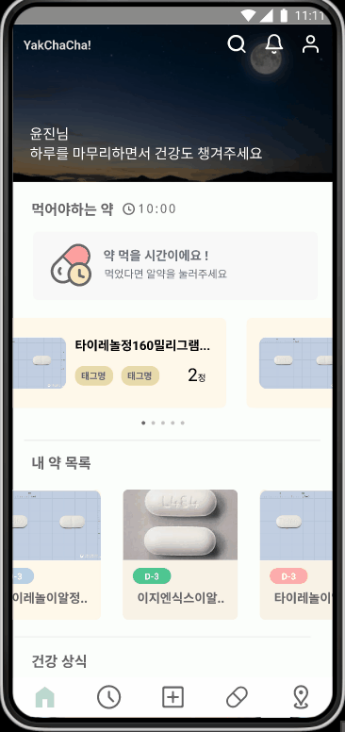 11:11
YakChaCha!
윤진님
하루를 마무리하면서 건강도 챙겨주세요
먹어야하는 약 10:00
약 먹을 시간이에요 !
먹었다면 알약을 눌러주세요
타이레놀정160밀리그램...
태그명 태그명 2정
내 약 목록
-3 D-3 D-3
이레놀이알정.. 이지엔식스이알.. 타이레놀이
건강 상식